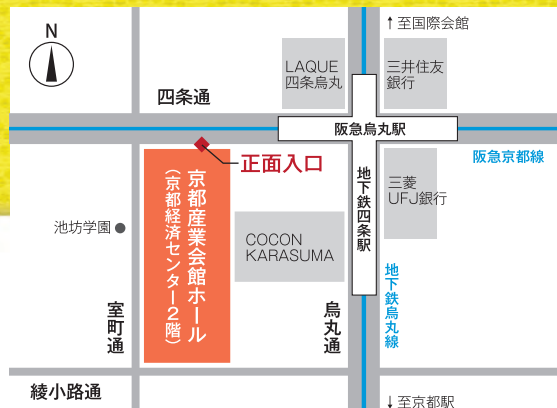 N
↑至国際会館
LAQUE
四条烏丸
三井住友
銀行
四条通
阪急烏丸駅
正面入口
阪急京都線
地下鉄四条駅
三菱
UFJ銀行
京都産業会館ホール
（京都経済センター2階）
池坊学園
COCON
KARASUMA
地下鉄烏丸線
室町通
烏丸通
綾小路通
↓至京都駅